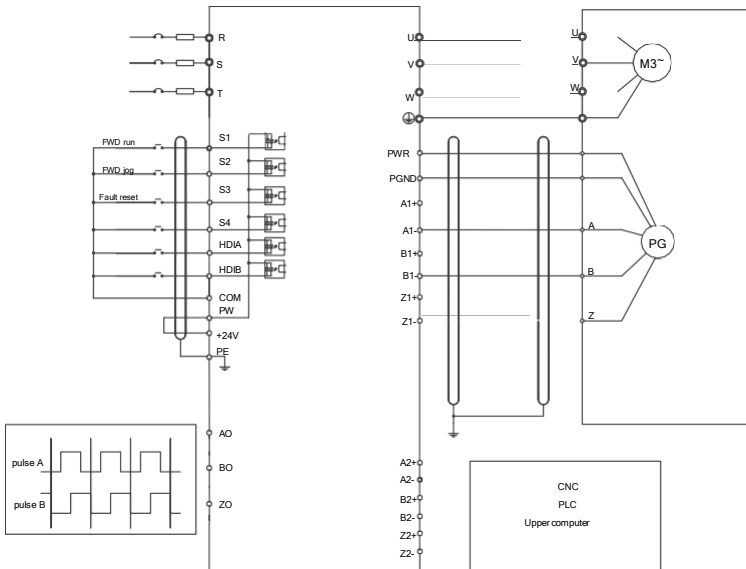 R
S
T
FWD run
FWD jog
Fault reset
S1
S2
S3
S4
HDIA
HDIB
COM
PW
+24V
PE
U
V
W
PWR
PGND
A1+
A1-
B1+
B1-
Z1+
Z1-
U
V
W
M3~
A
B
Z
PG
pulse A
pulse B
AO
BO
ZO
A2+
A2-
B2+
B2-
Z2+
Z2-
CNC
PLC
Upper computer